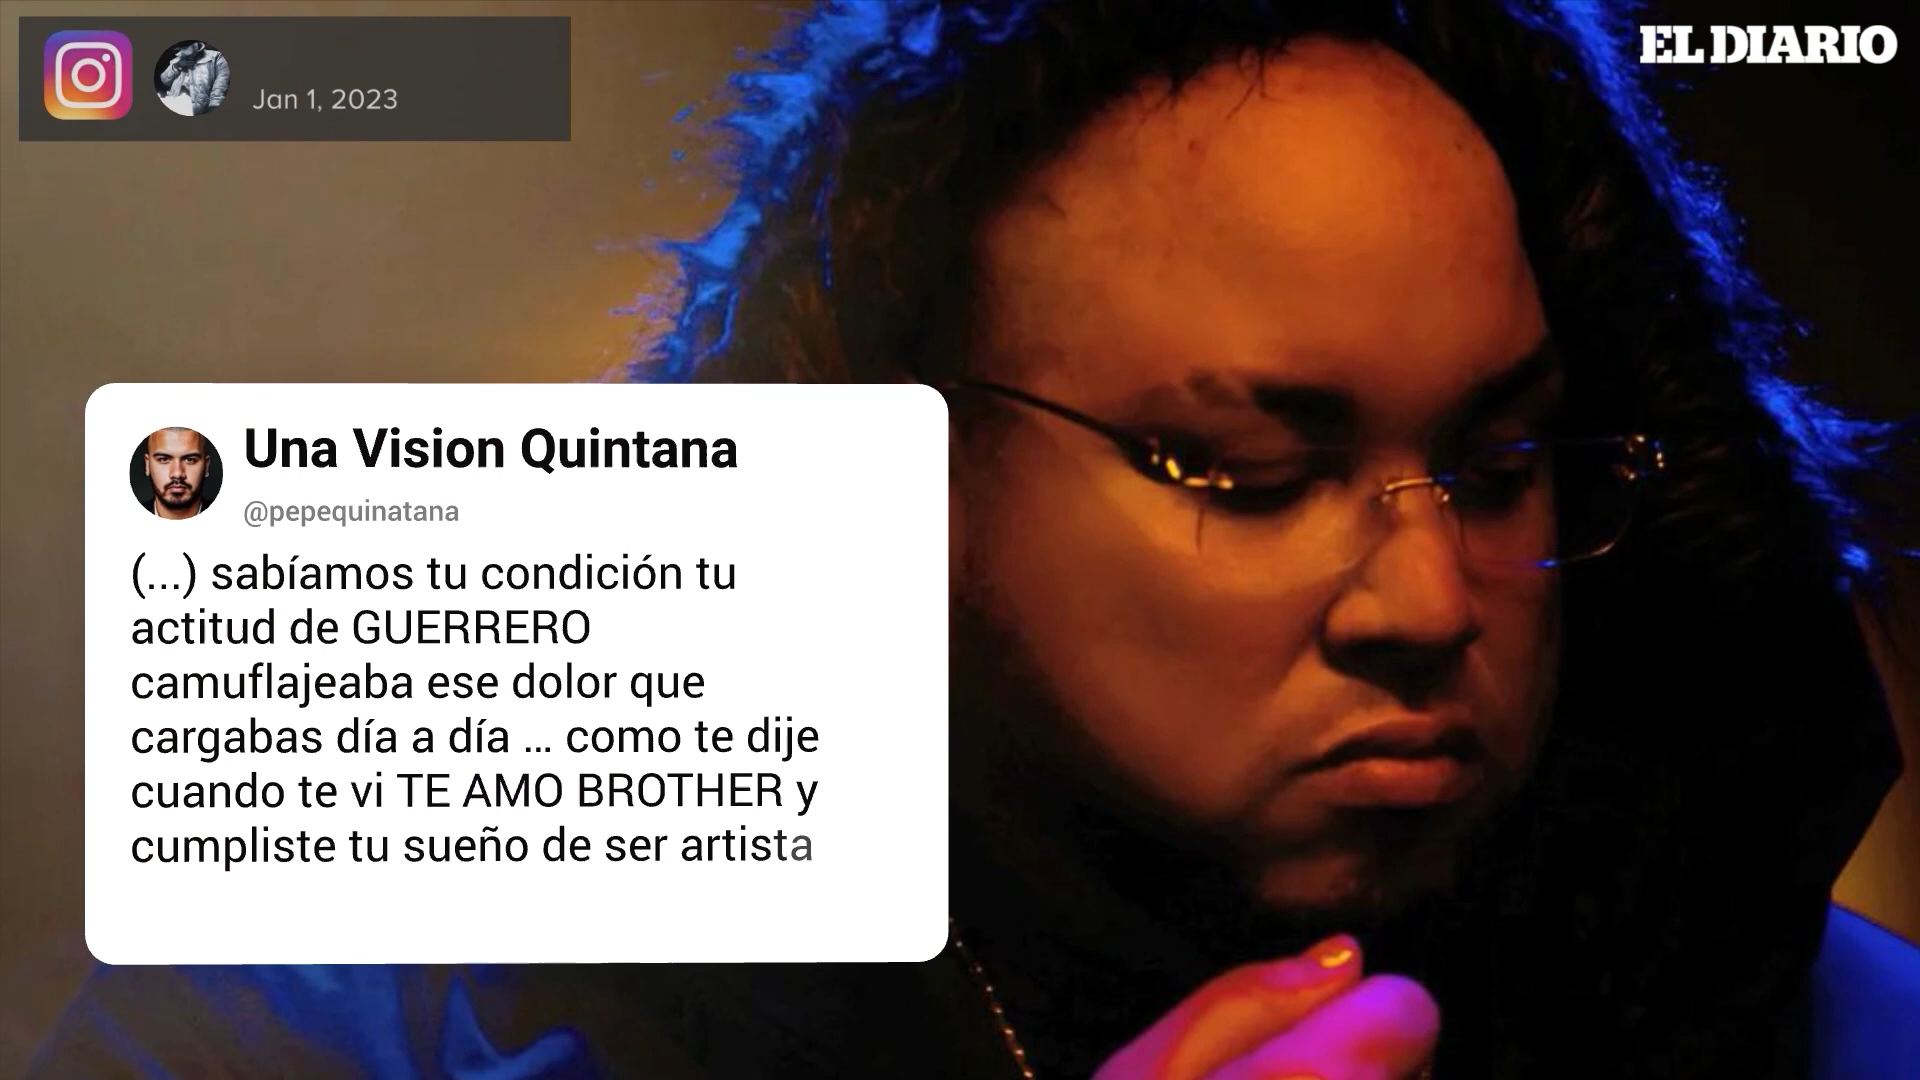 Jan 1, 2023
EL DIARIO
Una Vision Quintana
@pepequinatana
(...) sabíamos tu condición tu
actitud de GUERRERO
camuflajeaba ese dolor que
cargabas día a día ... como te dije
cuando te vi TE AMO BROTHER y
cumpliste tu sueño de ser artista